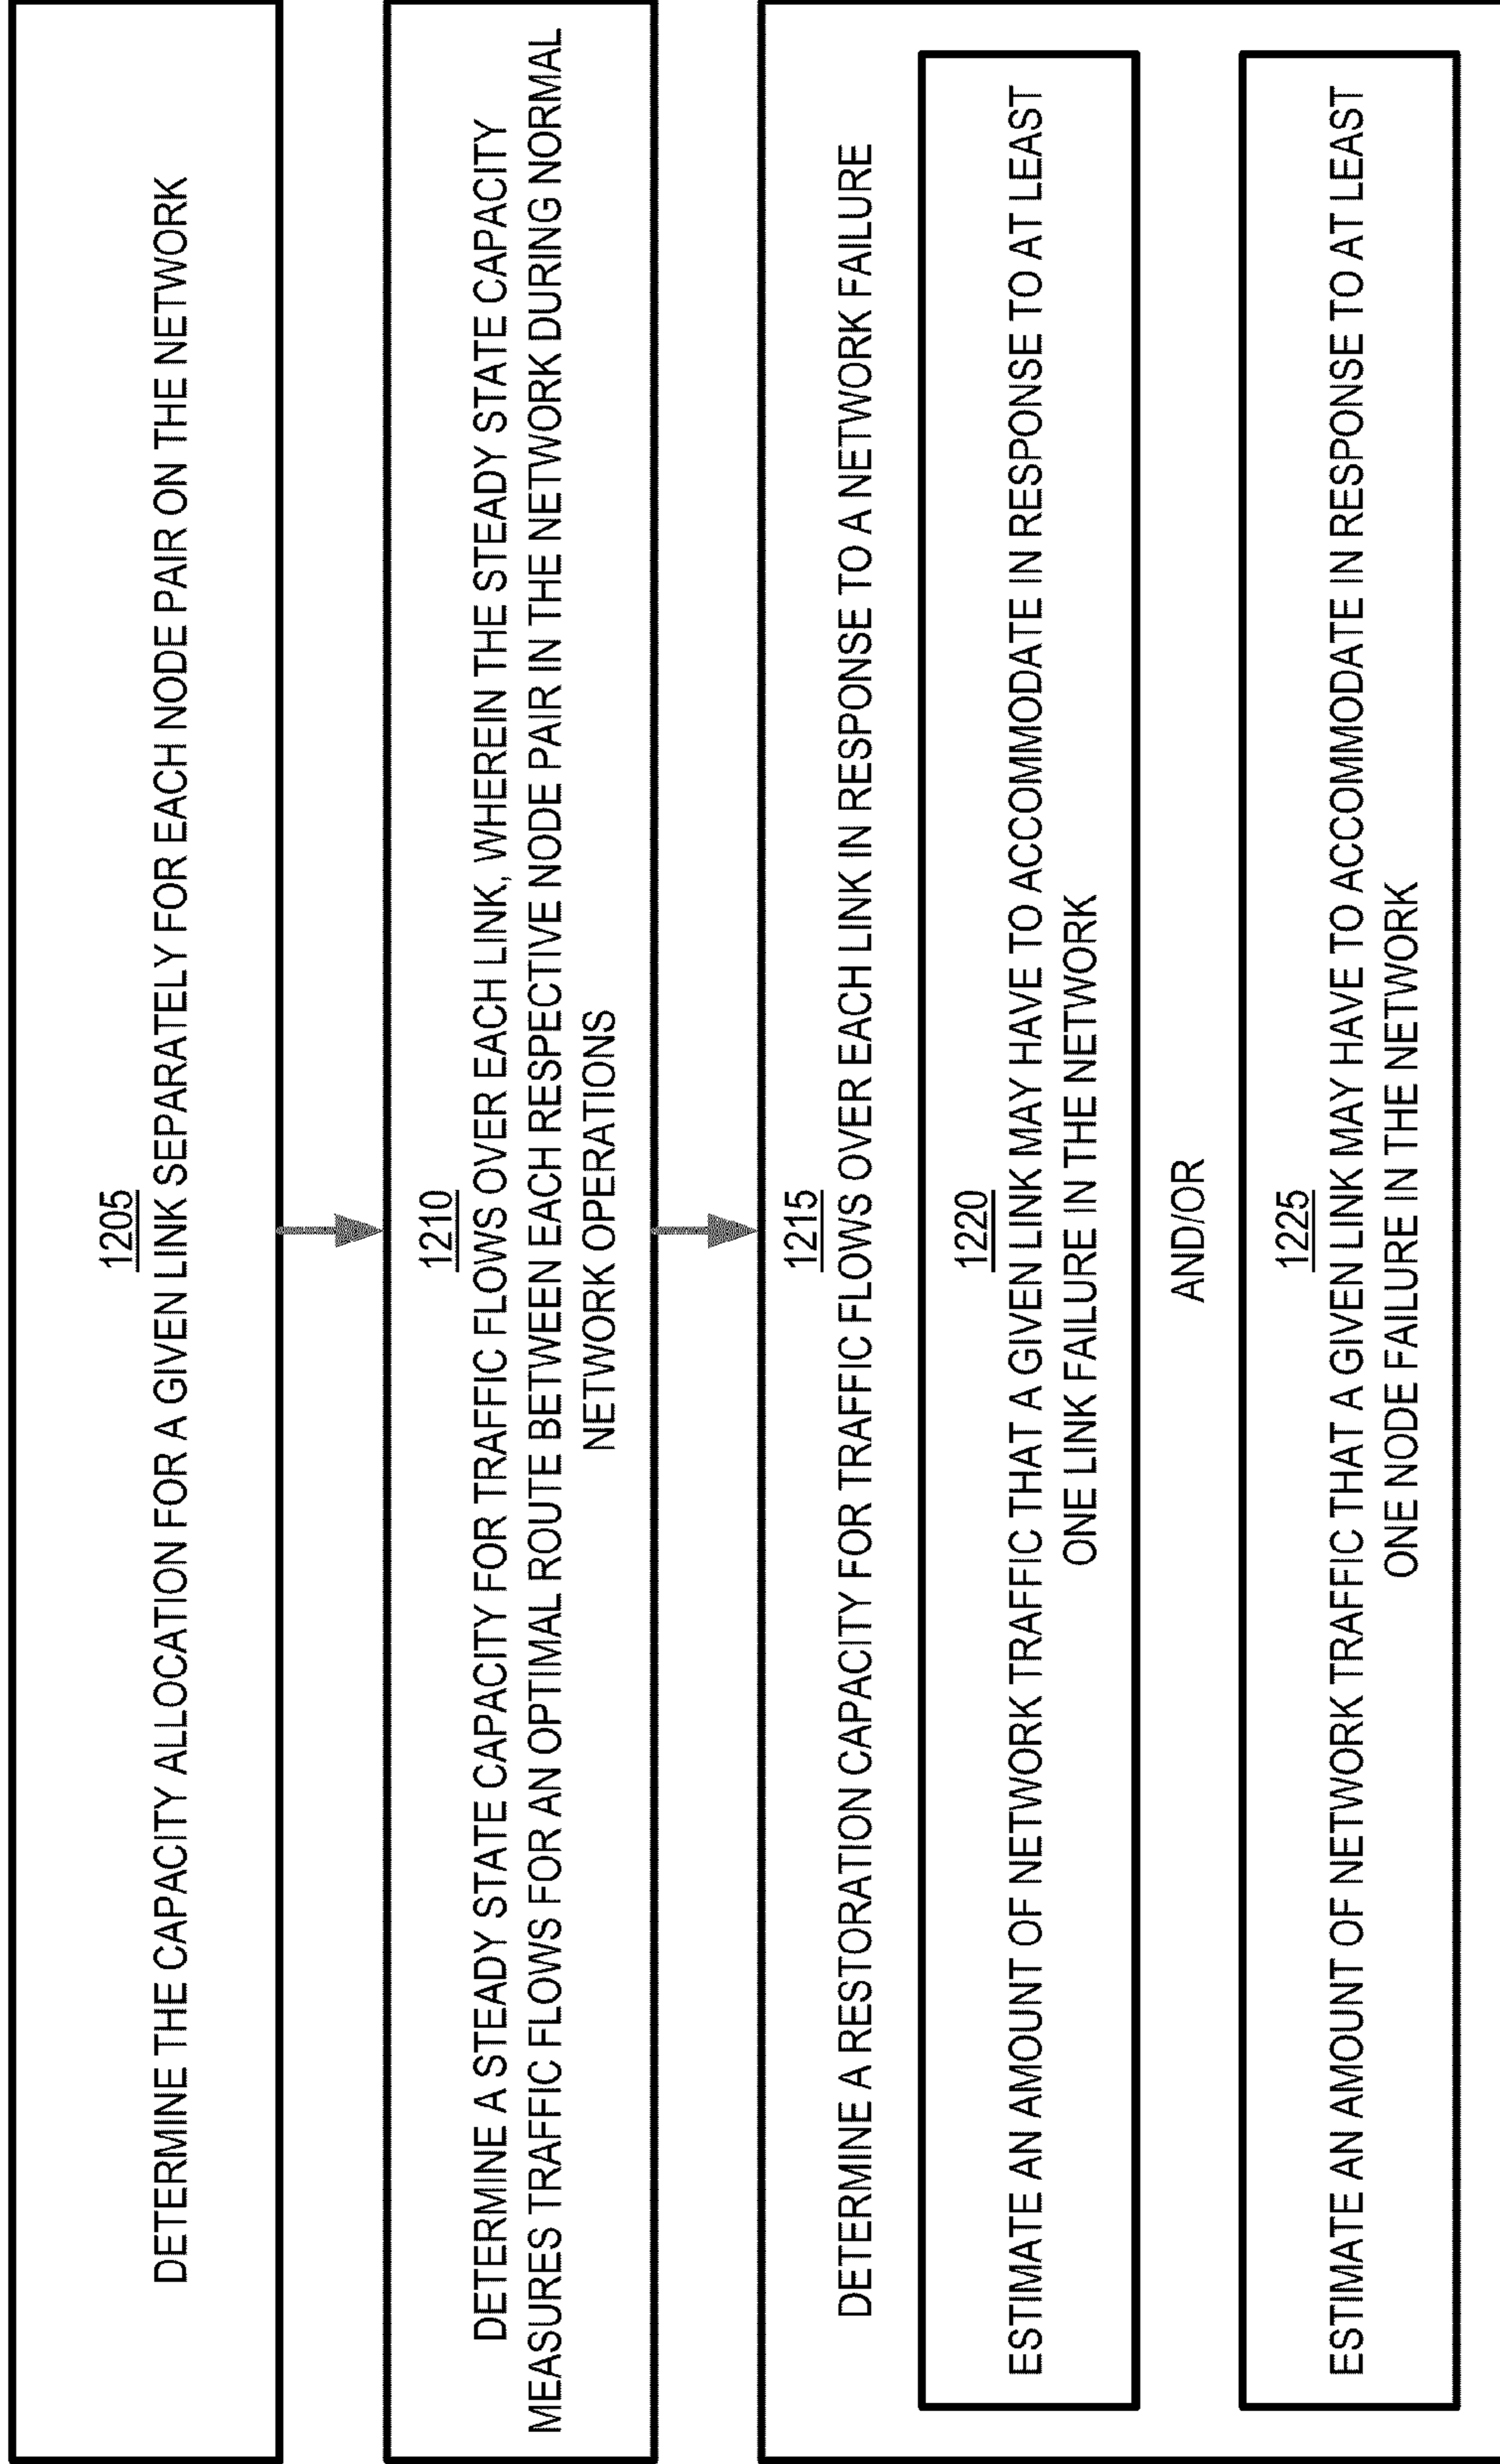 1205
DETERMINE THE CAPACITY ALLOCATION FOR A GIVEN LINK SEPARATELY FOR EACH NODE PAIR ON THE NETWORK
1210
DETERMINE A STEADY STATE CAPACITY FOR TRAFFIC FLOWS OVER EACH LINK, WHEREIN THE STEADY STATE CAPACITY
MEASURES TRAFFIC FLOWS FOR AN OPTIMAL ROUTE BETWEEN EACH RESPECTIVE NODE PAIR IN THE NETWORK DURING NORMAL
NETWORK OPERATIONS
1215
DETERMINE A RESTORATION CAPACITY FOR TRAFFIC FLOWS OVER EACH LINK IN RESPONSE TO A NETWORK FAILURE
1220
ESTIMATE AN AMOUNT OF NETWORK TRAFFIC THAT A GIVEN LINK MAY HAVE TO ACCOMMODATE IN RESPONSE TO AT LEAST
ONE LINK FAILURE IN THE NETWORK
AND/OR
1225
ESTIMATE AN AMOUNT OF NETWORK TRAFFIC THAT A GIVEN LINK MAY HAVE TO ACCOMMODATE IN RESPONSE TO AT LEAST
ONE NODE FAILURE IN THE NETWORK